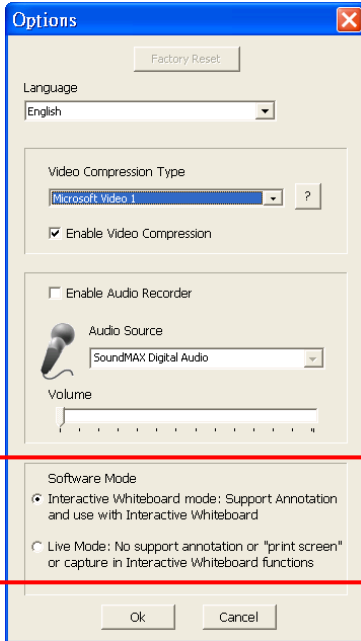 Options
Factory Reset
Language
English
Video Compression Type
Microsoft Video 1
?
Enable Video Compression
Enable Audio Recorder
Audio Source
SoundMAX Digital Audio
Volume
Software Mode
Interactive Whiteboard mode: Support Annotation
and use with Interactive Whiteboard
Live Mode: No support annotation or "print screen"
or capture in Interactive Whiteboard functions
Ok
Cancel